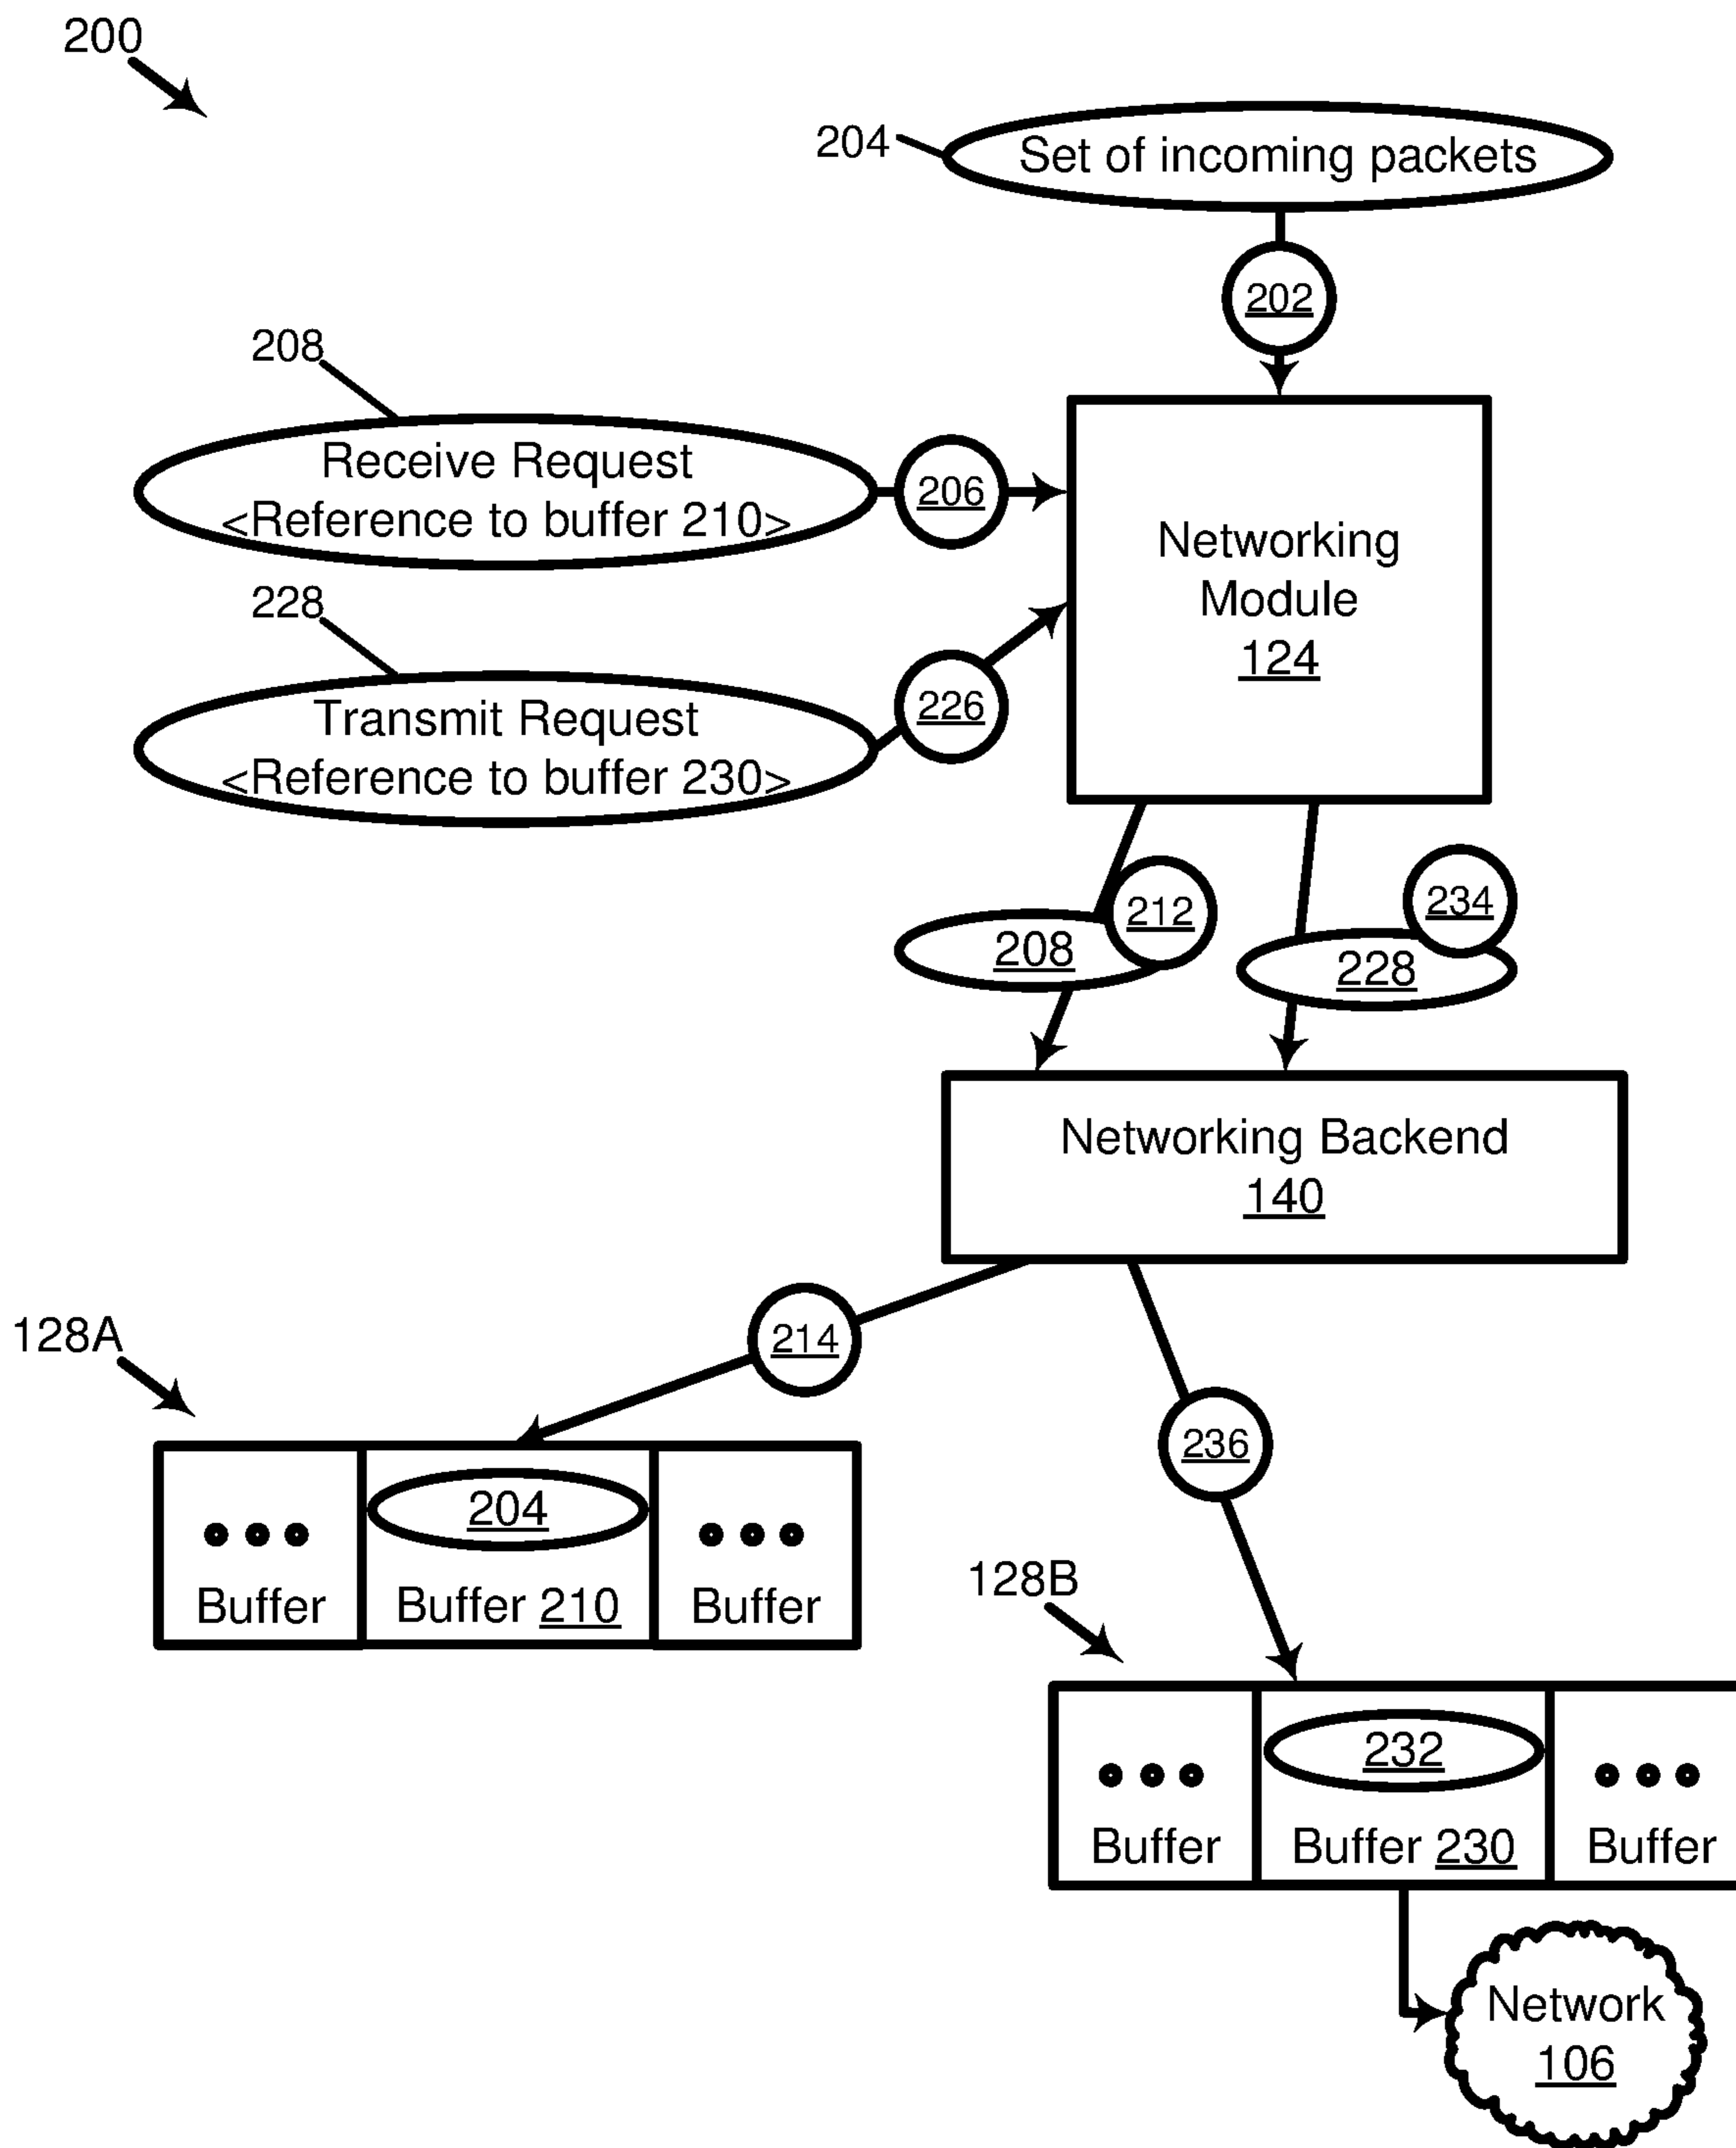 200
204
Set of incoming packets
202
208
Receive Request
<Reference to buffer 210>
206
228
Transmit Request
<Reference to buffer 230>
226
Networking
Module
124
208
212
228
234
Networking Backend
140
214
236
128A
204
Buffer
Buffer 210
Buffer
128B
232
Buffer
Buffer 230
Buffer
Network
106